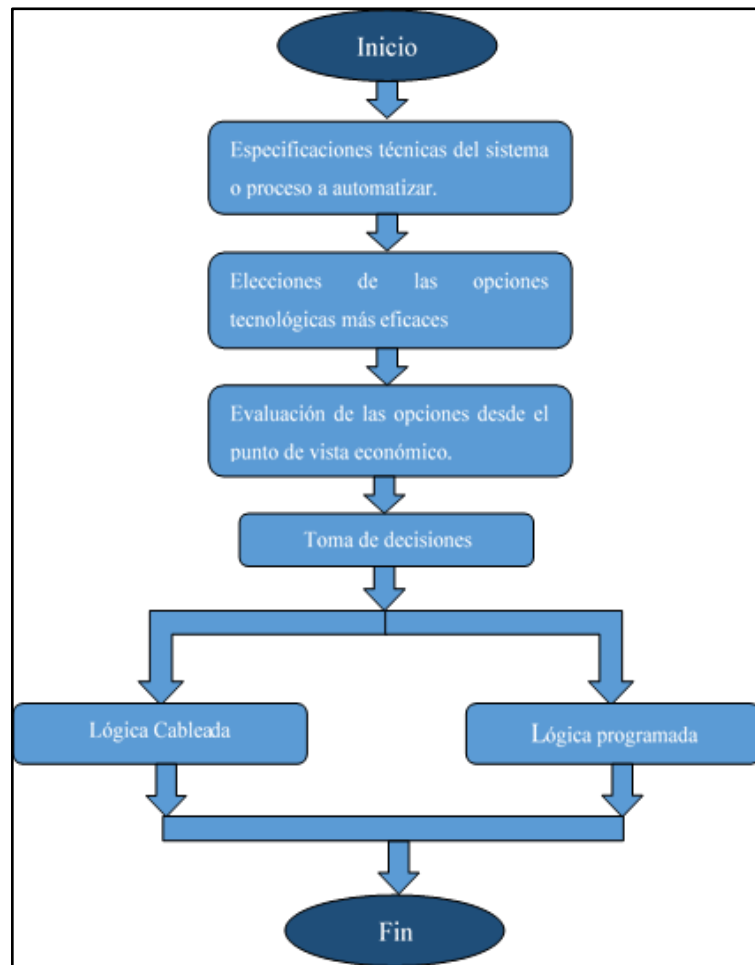 Inicio
Especificaciones técnicas del sistema
o proceso a automatizar.
Elecciones de las opciones
tecnológicas más eficaces
Evaluación de las opciones desde el
punto de vista económico.
Toma de decisiones
Lógica Cableada
Lógica programada
Fin